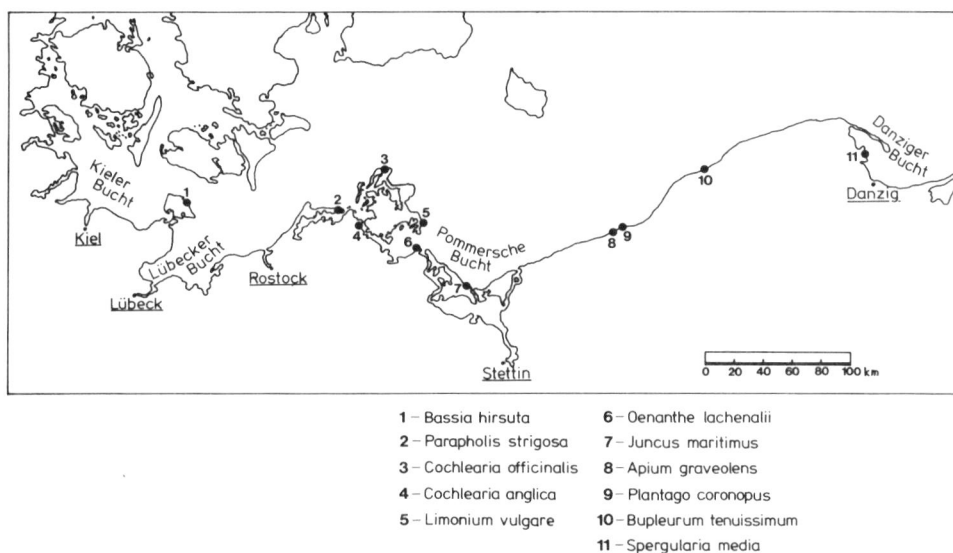 Kieler
Bucht
Kiel
1
Lübecker
Bucht
Lübeck
Rostock
2
3
4
5
6
7
Pommersche
Bucht
Stettin
8
9
10
11
Danziger
Bucht
Danzig
0 20 40 60 80 100 km
1 – Bassia hirsuta
2 – Parapholis strigosa
3 – Cochlearia officinalis
4 – Cochlearia anglica
5 – Limonium vulgare
6 – Oenanthe lachenalii
7 – Juncus maritimus
8 – Apium graveolens
9 – Plantago coronopus
10 – Bupleurum tenuissimum
11 – Spergularia media